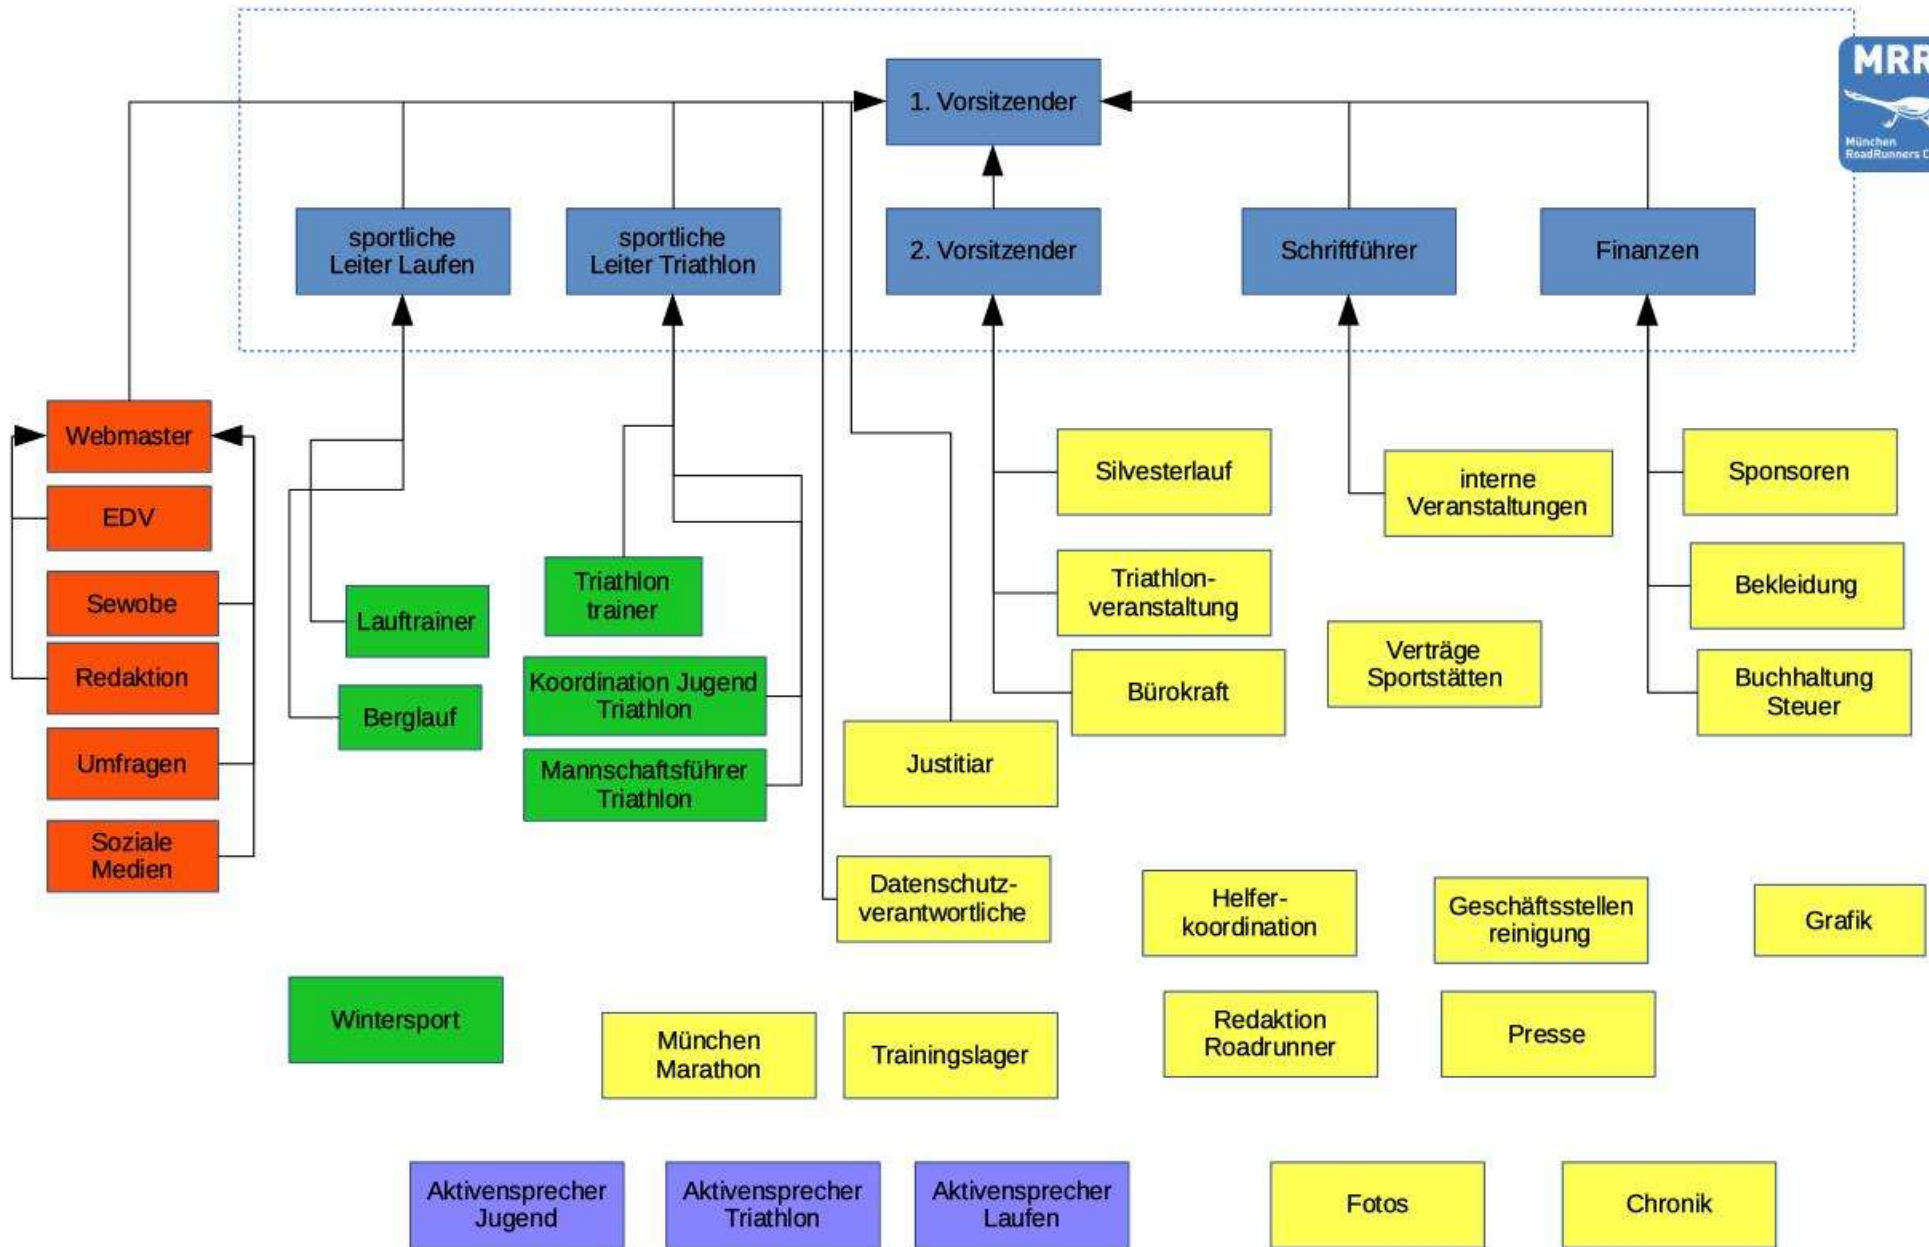 MRR
München
RoadRunners C
1. Vorsitzender
sportliche
Leiter Laufen
sportliche
Leiter Triathlon
2. Vorsitzender
Schriftführer
Finanzen
Webmaster
EDV
Sewobe
Redaktion
Umfragen
Soziale
Medien
Lauftrainer
Berglauf
Triathlon
trainer
Koordination Jugend
Triathlon
Mannschaftsführer
Triathlon
Silvesterlauf
Triathlon-
veranstaltung
Bürokraft
Justitiar
interne
Veranstaltungen
Verträge
Sportstätten
Sponsoren
Bekleidung
Buchhaltung
Steuer
Datenschutz-
verantwortliche
Helfer-
koordination
Geschäftsstellen
reinigung
Grafik
Wintersport
München
Marathon
Trainingslager
Redaktion
Roadrunner
Presse
Aktivensprecher
Jugend
Aktivensprecher
Triathlon
Aktivensprecher
Laufen
Fotos
Chronik